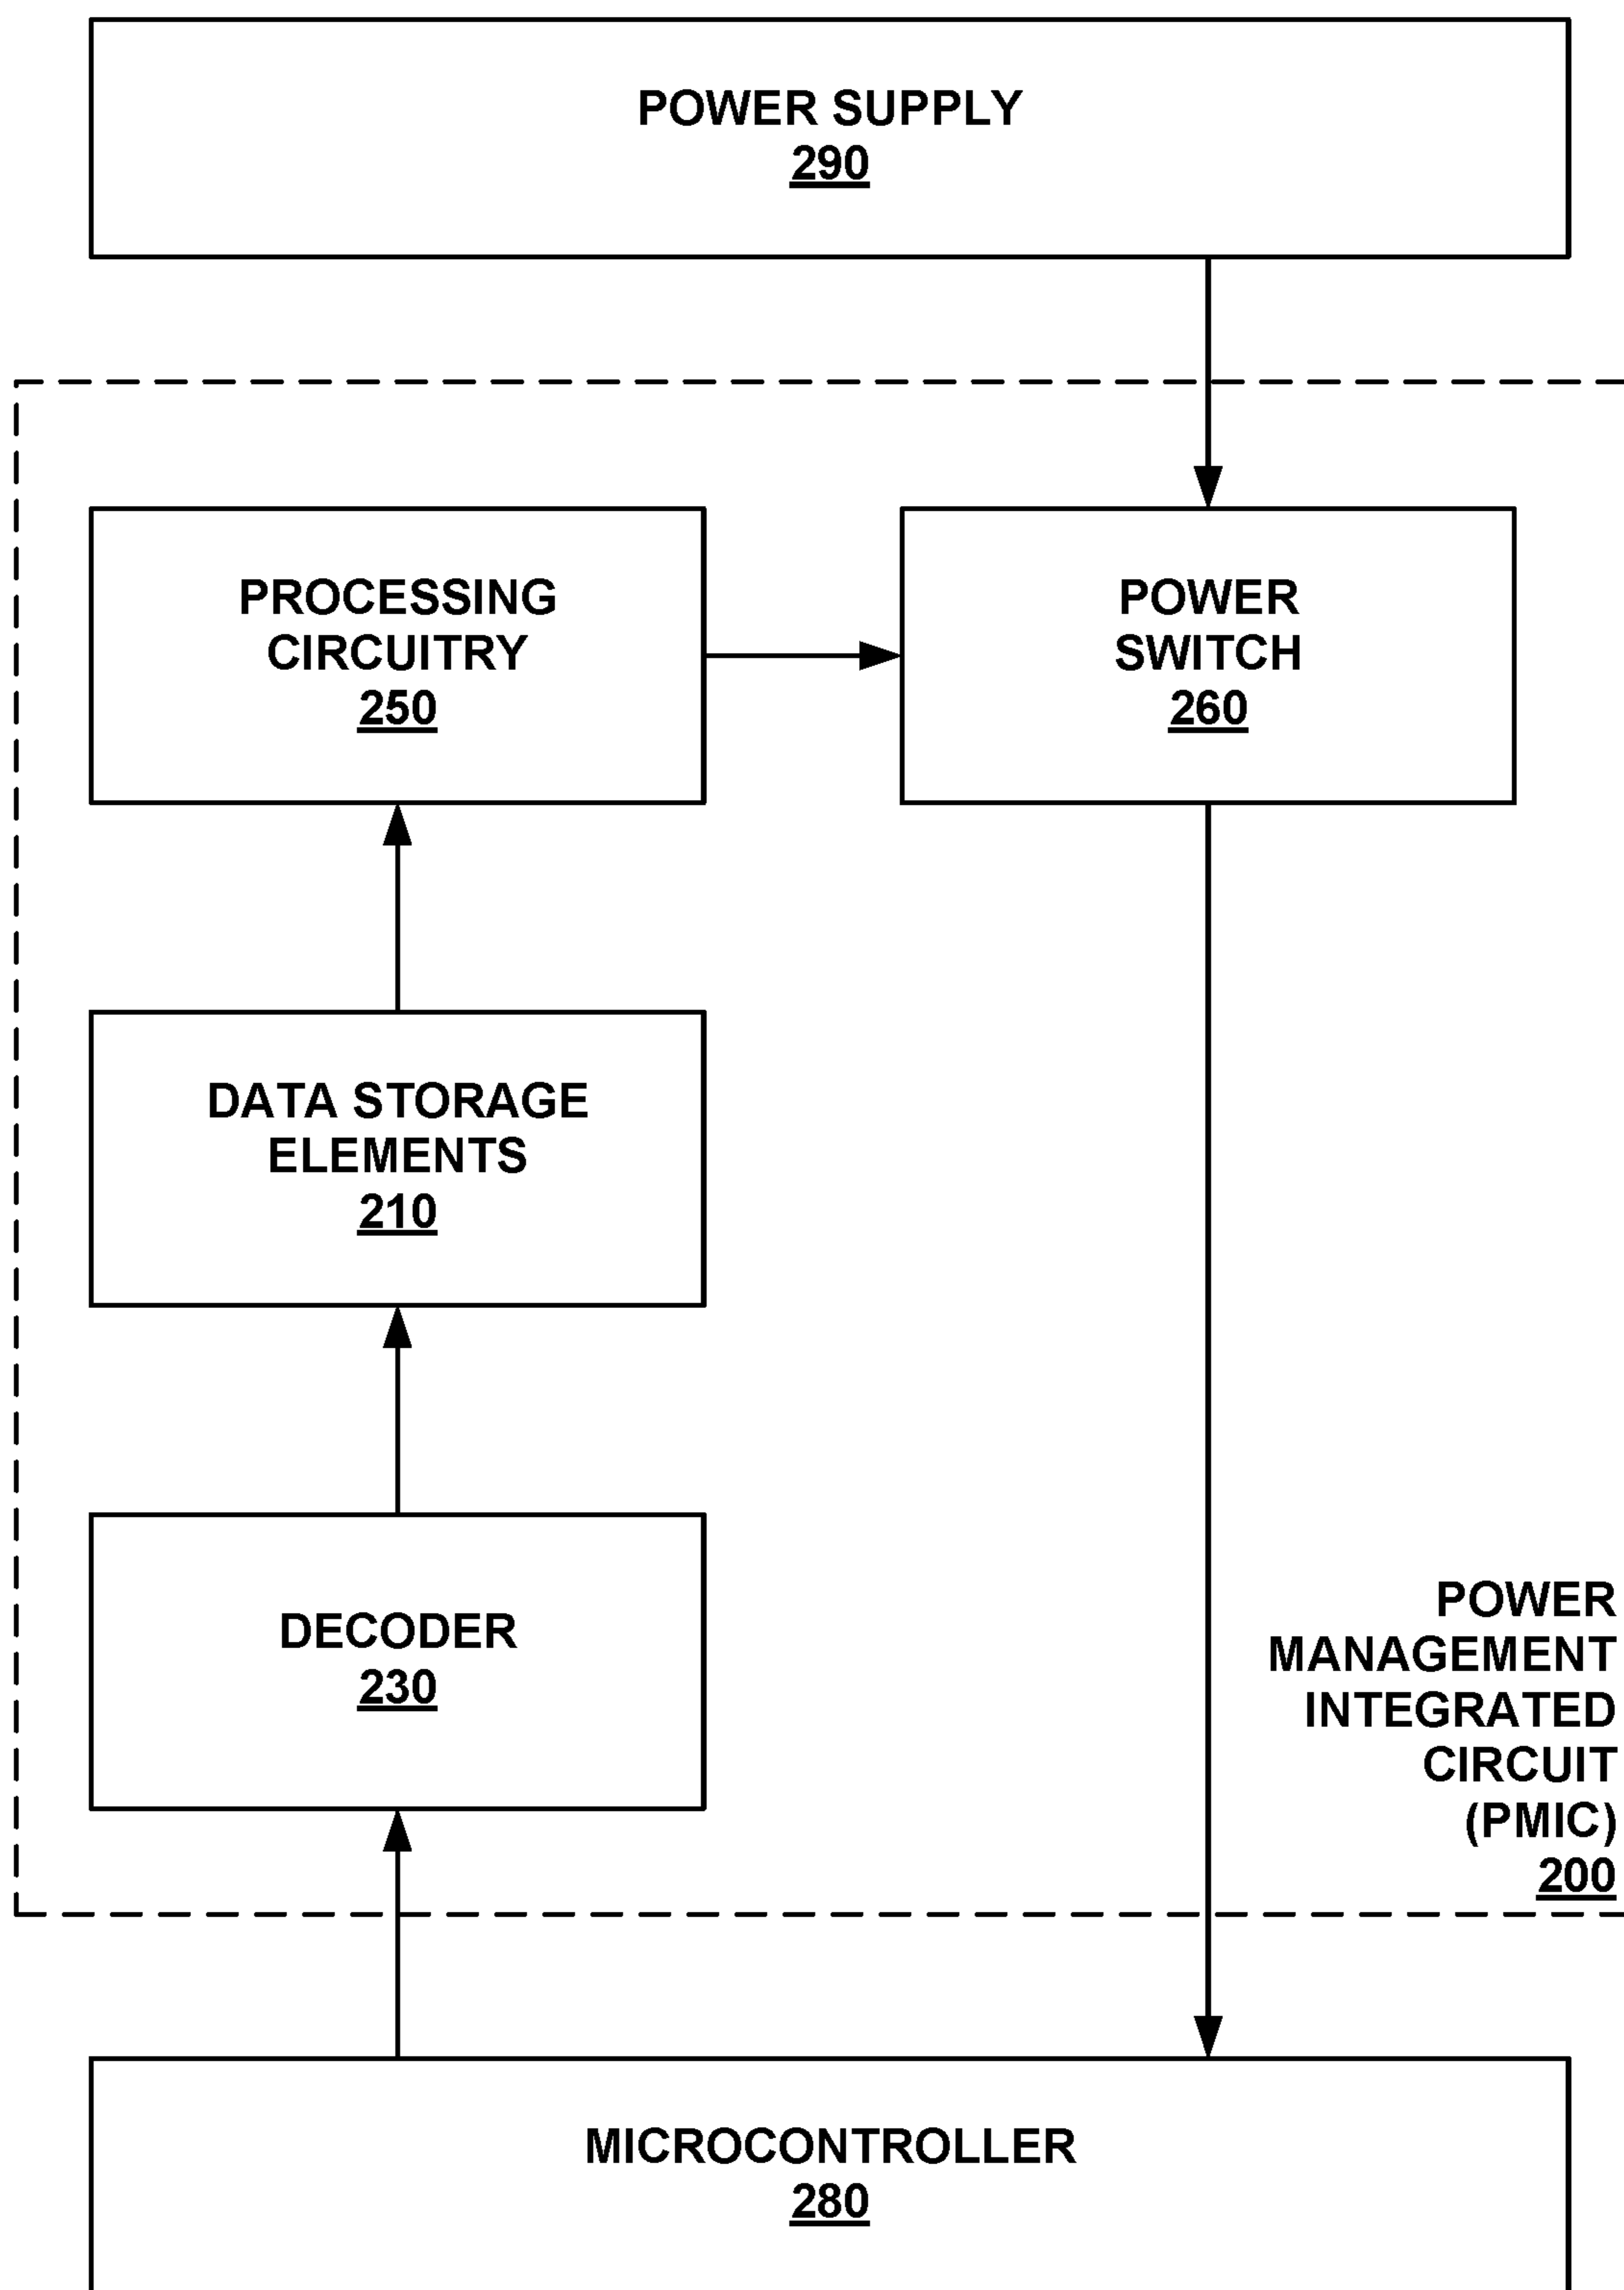 POWER SUPPLY
290
PROCESSING
CIRCUITRY
250
POWER
SWITCH
260
DATA STORAGE
ELEMENTS
210
DECODER
230
POWER
MANAGEMENT
INTEGRATED
CIRCUIT
(PMIC)
200
MICROCONTROLLER
280